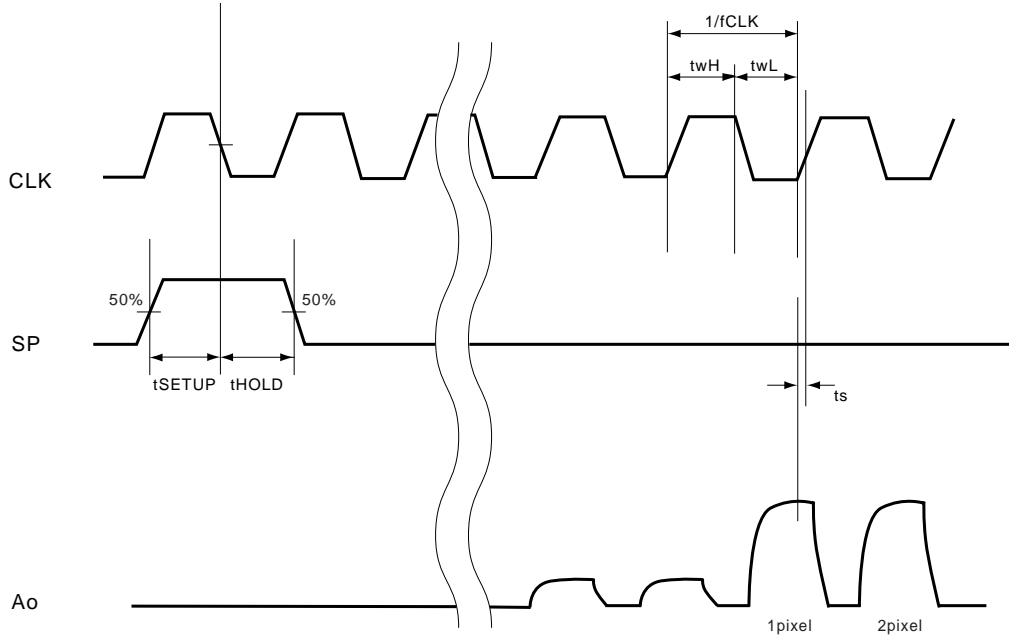 1/fCLK
twH twL
CLK
50% 50%
SP
tSETUP tHOLD
ts
Ao
1pixel 2pixel